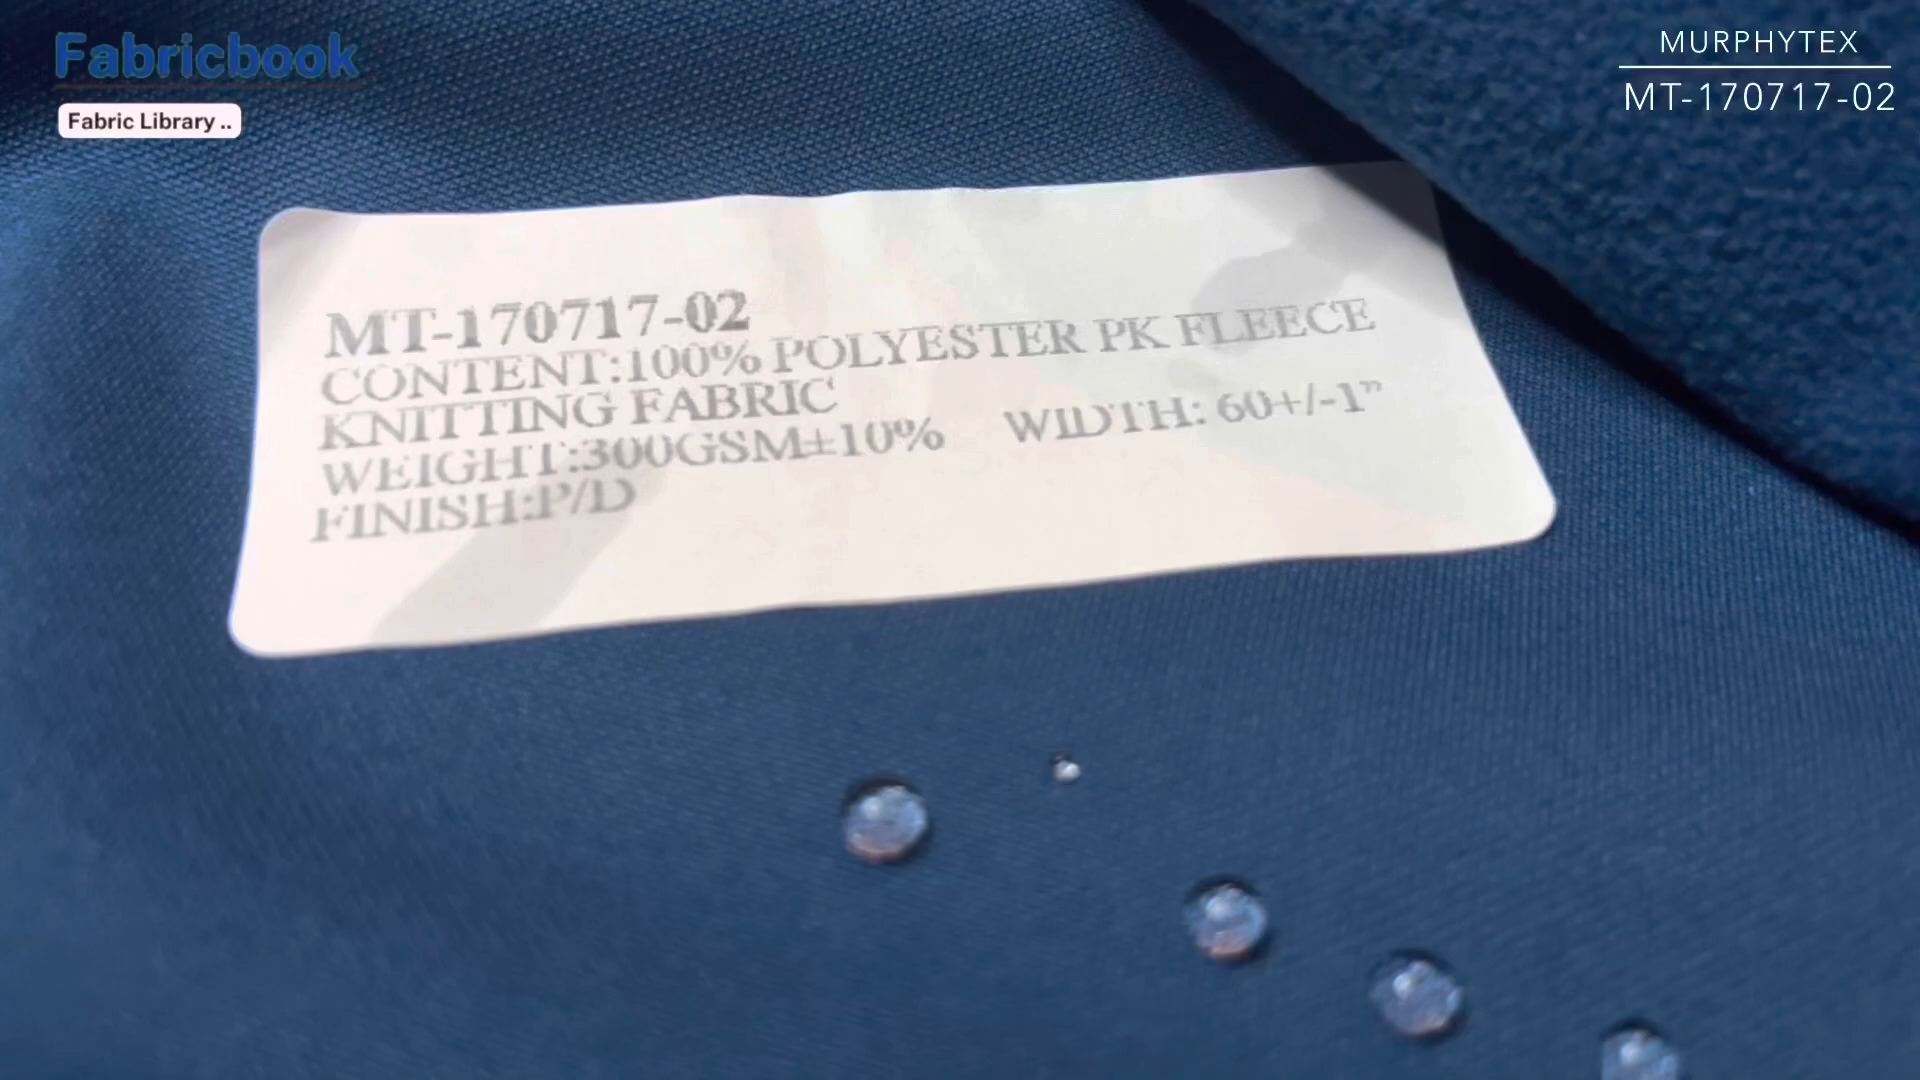 Fabricbook
Fabric Library ..
MURPHYTEX
MT-170717-02
MT-170717-02
CONTENT:100% POLYESTER PK FLEECE
KNITTING FABRIC
WEIGHT:300GSM±10% WIDTH: 60+/-1”
FINISH:P/D